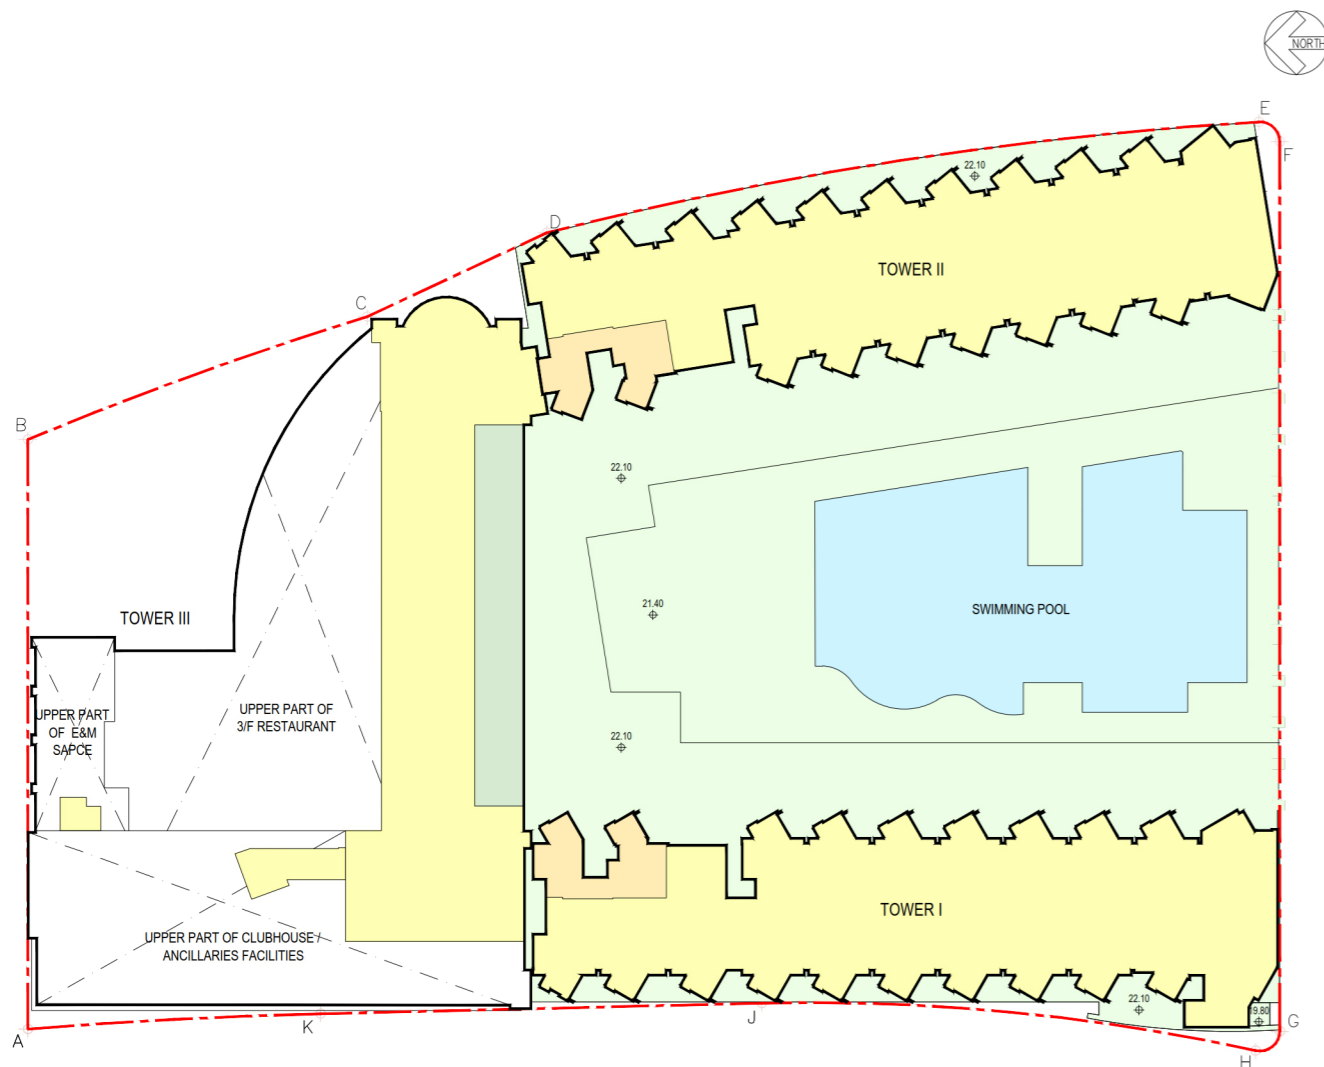 NORTH
E
F
22.10
D
TOWER II
C
B
22.10
21.40
SWIMMING POOL
TOWER III
UPPER PART
OF E&M
SAPCE
UPPER PART OF
3/F RESTAURANT
22.10
TOWER I
UPPER PART OF CLUBHOUSE /
ANCILLARIES FACILITIES
22.10
19.80
A
K
J
G
H